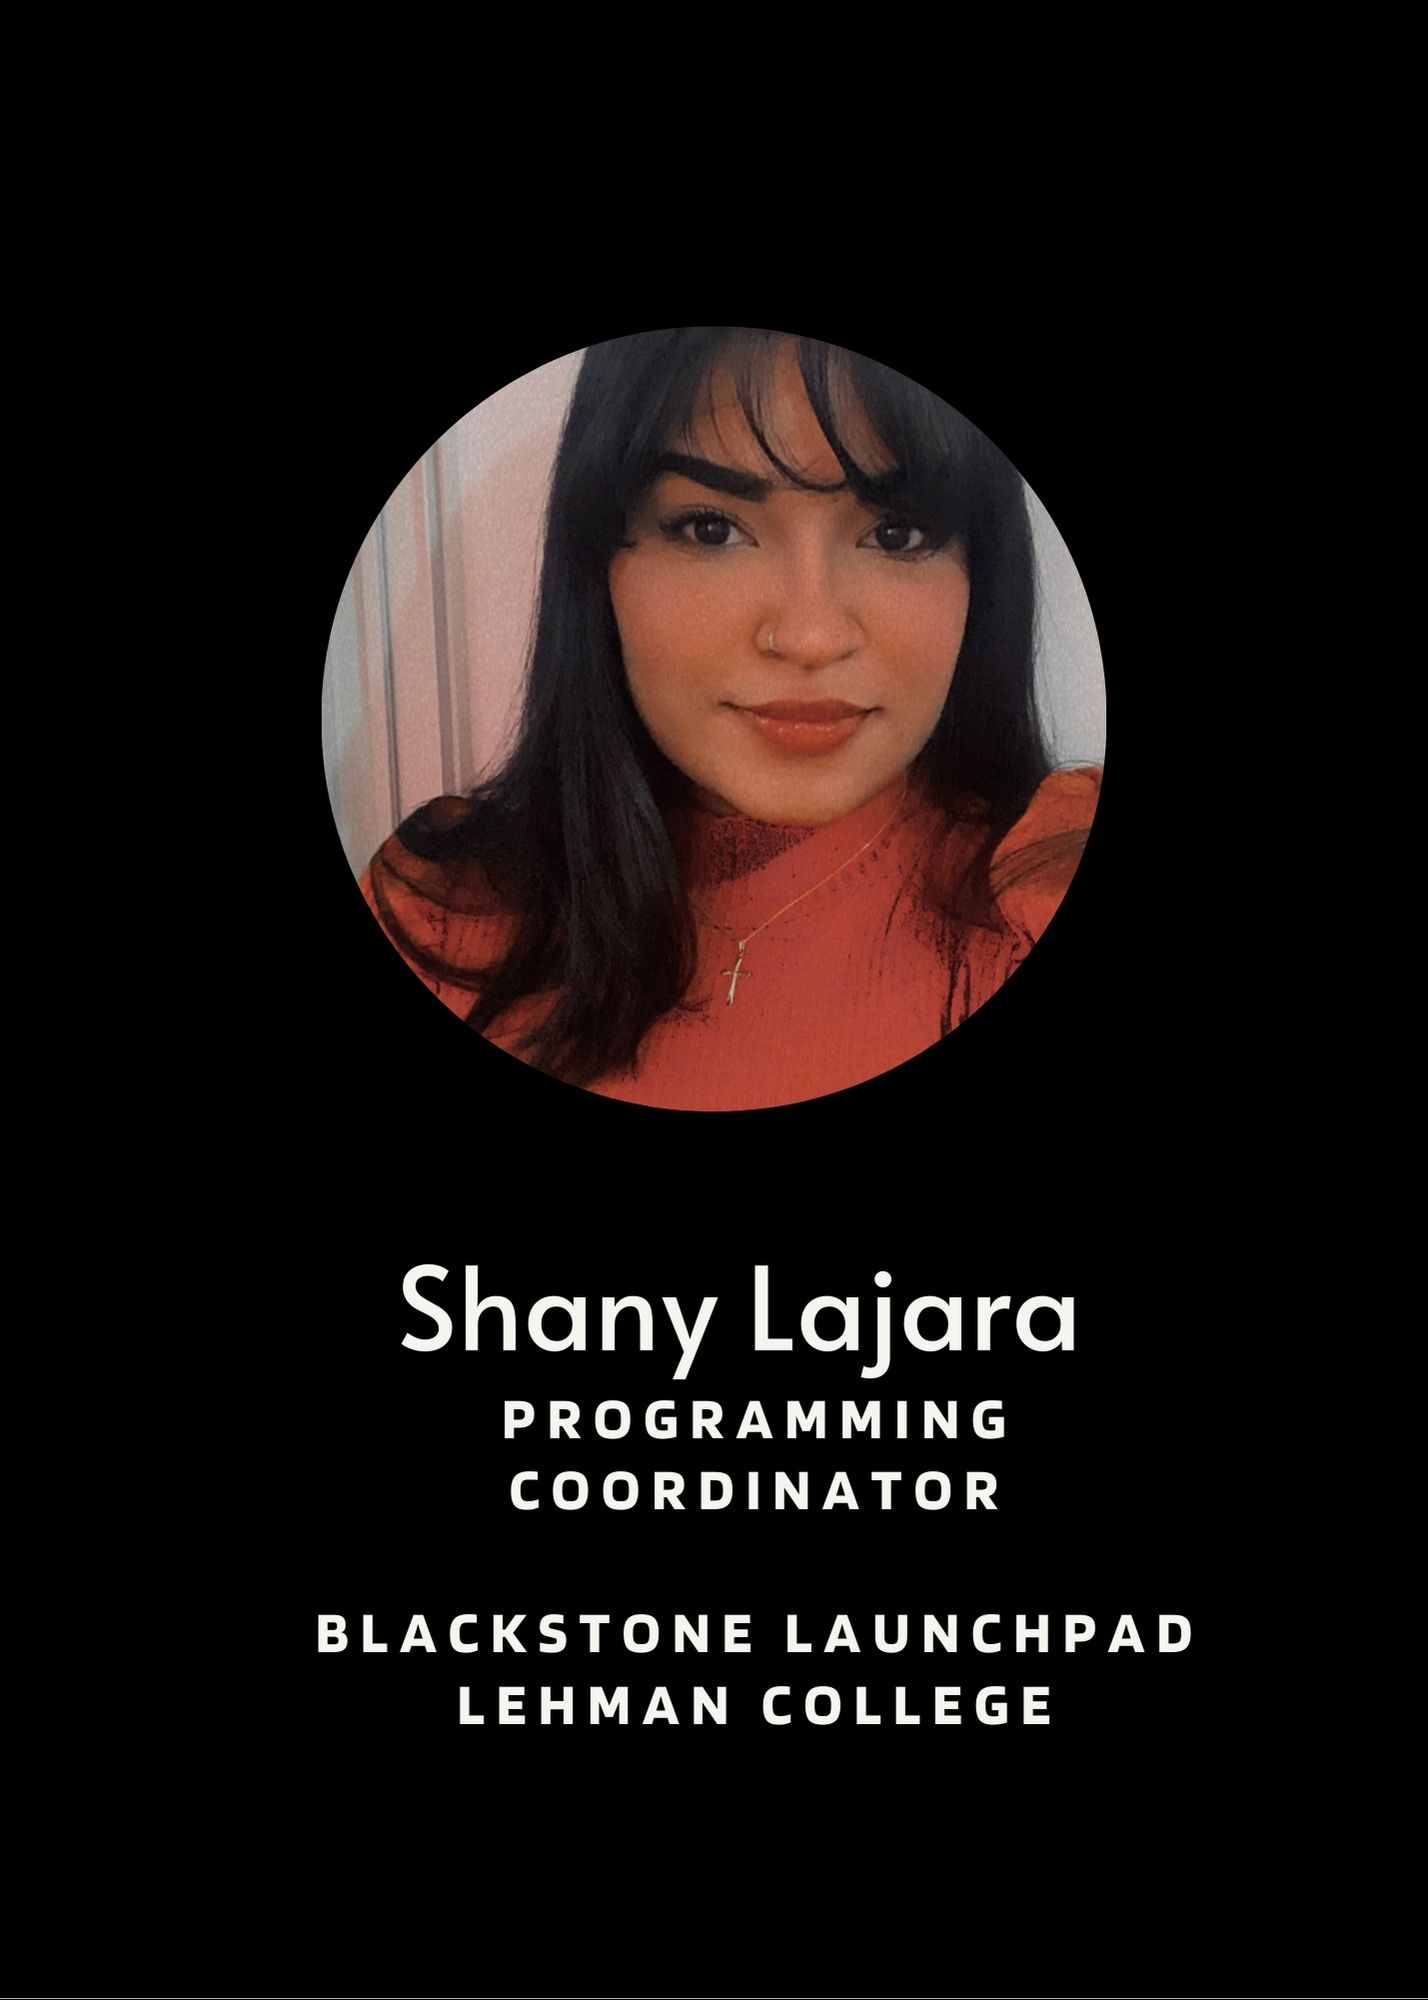 Shany Lajara
PROGRAMMING
COORDINATOR
BLACKSTONE LAUNCHPAD
LEHMAN COLLEGE